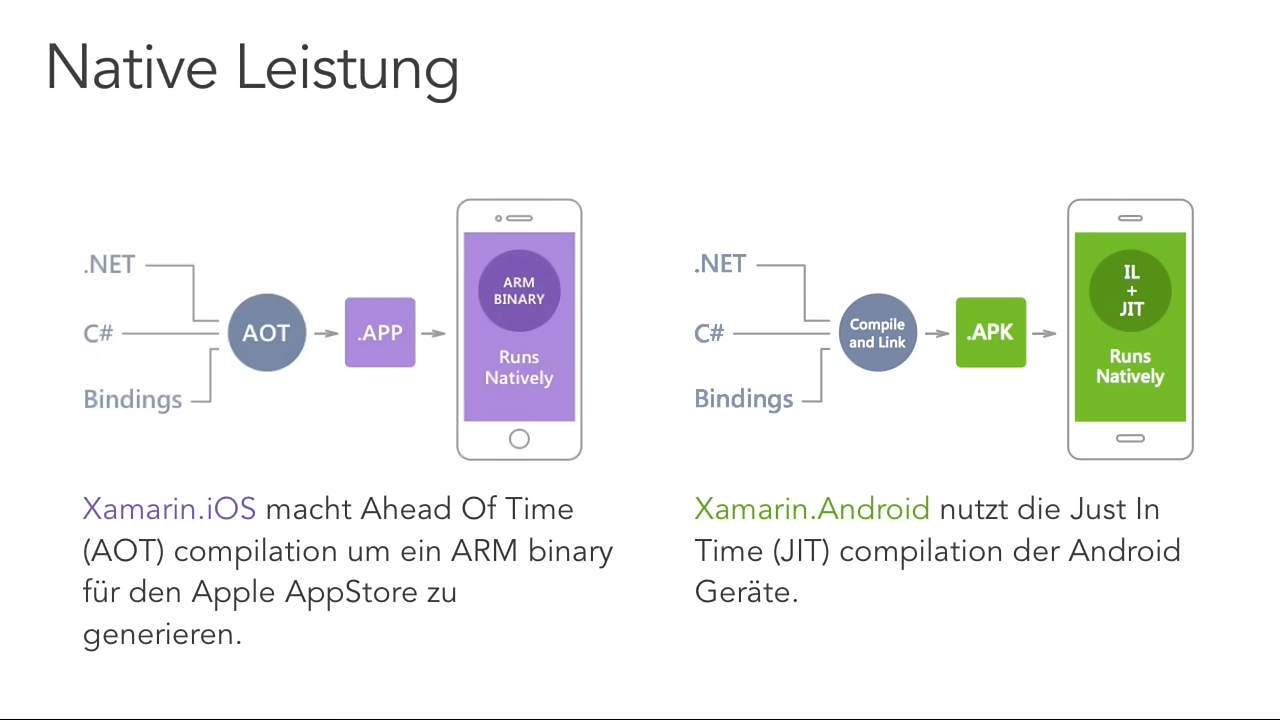 Native Leistung
.NET
C#
Bindings
AOT
.APP
ARM
BINARY
Runs
Natively
Xamarin.iOS macht Ahead Of Time
(AOT) compilation um ein ARM binary
für den Apple AppStore zu
generieren.
.NET
C#
Bindings
Compile
and Link
.APK
IL
+
JIT
Runs
Natively
Xamarin.Android nutzt die Just In
Time (JIT) compilation der Android
Geräte.